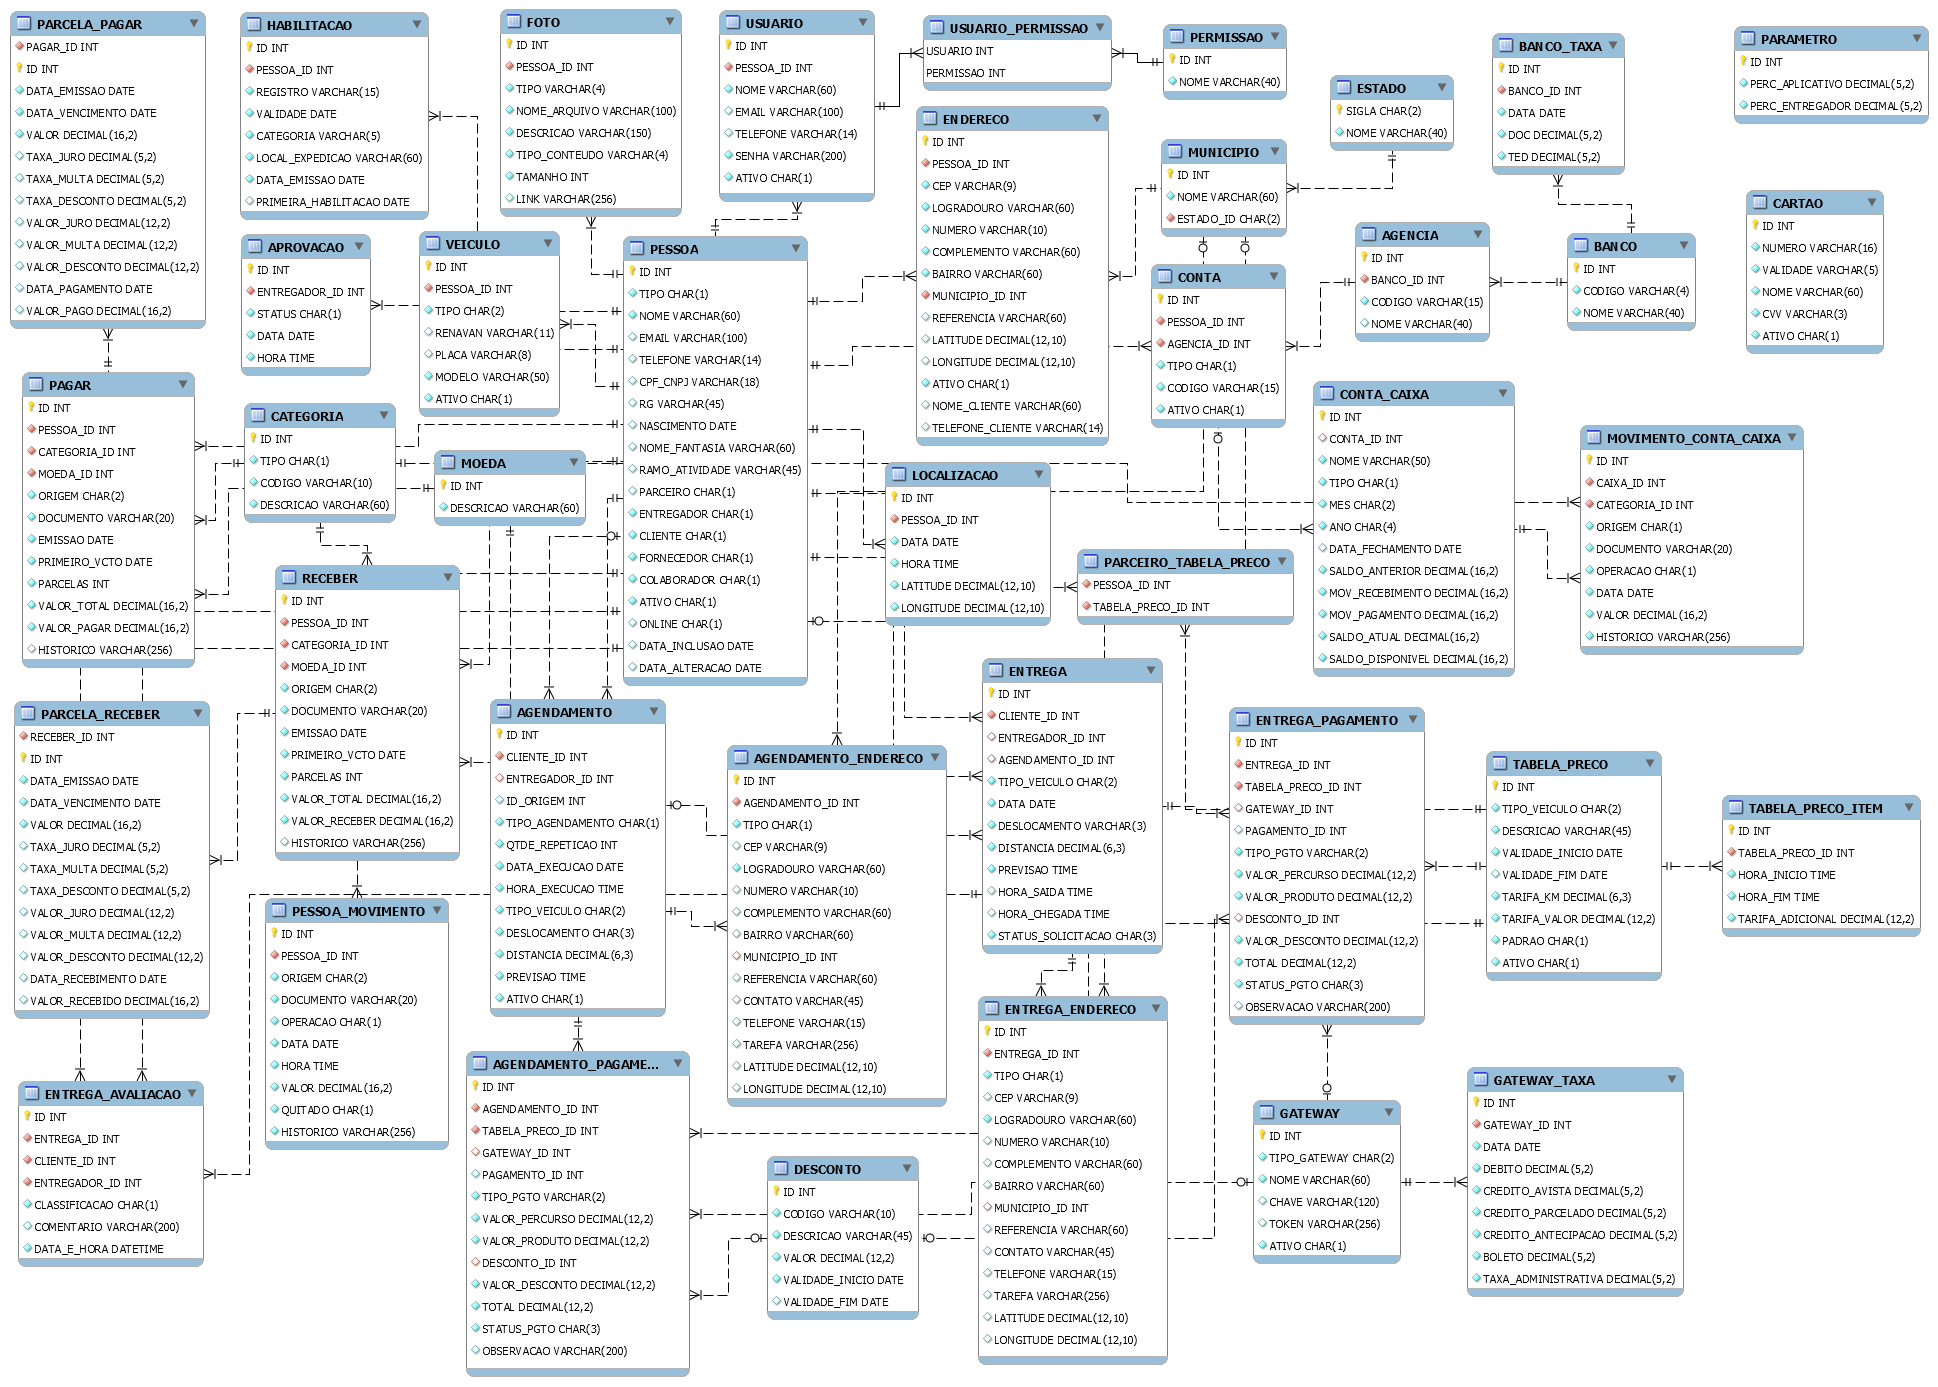 PARCELA_PAGAR
PAGAR_ID INT
ID INT
DATA_EMISSAO DATE
DATA_VENCIMENTO DATE
VALOR DECIMAL(16,2)
TAXA_JURO DECIMAL(5,2)
TAXA_MULTA DECIMAL(5,2)
TAXA_DESCONTO DECIMAL(5,2)
VALOR_JURO DECIMAL(12,2)
VALOR_MULTA DECIMAL(12,2)
VALOR_DESCONTO DECIMAL(12,2)
DATA_PAGAMENTO DATE
VALOR_PAGO DECIMAL(16,2)
HABILITACAO
ID INT
PESSOA_ID INT
REGISTRO VARCHAR(15)
VALIDADE DATE
CATEGORIA VARCHAR(5)
LOCAL_EXPEDICAO VARCHAR(60)
DATA_EMISSAO DATE
PRIMEIRA_HABILITACAO DATE
FOTO
ID INT
PESSOA_ID INT
TIPO VARCHAR(4)
NOME_ARQUIVO VARCHAR(100)
DESCRICAO VARCHAR(150)
TIPO_CONTEUDO VARCHAR(4)
TAMANHO INT
LINK VARCHAR(256)
USUARIO
ID INT
PESSOA_ID INT
NOME VARCHAR(60)
EMAIL VARCHAR(100)
TELEFONE VARCHAR(14)
SENHA VARCHAR(200)
ATIVO CHAR(1)
USUARIO_PERMISSAO
USUARIO INT
PERMISSAO INT
PERMISSAO
ID INT
NOME VARCHAR(40)
ESTADO
SIGLA CHAR(2)
NOME VARCHAR(40)
BANCO_TAXA
ID INT
BANCO_ID INT
DATA DATE
DOC DECIMAL(5,2)
TED DECIMAL(5,2)
PARAMETRO
ID INT
PERC_APLICATIVO DECIMAL(5,2)
PERC_ENTREGADOR DECIMAL(5,2)
ENDERECO
ID INT
PESSOA_ID INT
CEP VARCHAR(9)
LOGRADOURO VARCHAR(60)
NUMERO VARCHAR(10)
COMPLEMENTO VARCHAR(60)
BAIRRO VARCHAR(60)
MUNICIPIO_ID INT
REFERENCIA VARCHAR(60)
LATITUDE DECIMAL(12,10)
LONGITUDE DECIMAL(12,10)
ATIVO CHAR(1)
NOME_CLIENTE VARCHAR(60)
TELEFONE_CLIENTE VARCHAR(14)
MUNICIPIO
ID INT
NOME VARCHAR(60)
ESTADO_ID CHAR(2)
CARTAO
ID INT
NUMERO VARCHAR(16)
VALIDADE VARCHAR(5)
NOME VARCHAR(60)
CVV VARCHAR(3)
ATIVO CHAR(1)
APROVACAO
ID INT
ENTREGADOR_ID INT
STATUS CHAR(1)
DATA DATE
HORA TIME
VEICULO
ID INT
PESSOA_ID INT
TIPO CHAR(2)
RENAVAN VARCHAR(11)
PLACA VARCHAR(8)
MODELO VARCHAR(50)
ATIVO CHAR(1)
PESSOA
ID INT
TIPO CHAR(1)
NOME VARCHAR(60)
EMAIL VARCHAR(100)
TELEFONE VARCHAR(14)
CPF_CNPJ VARCHAR(18)
RG VARCHAR(45)
NASCIMENTO DATE
NOME_FANTASIA VARCHAR(60)
RAMO_ATIVIDADE VARCHAR(45)
PARCEIRO CHAR(1)
ENTREGADOR CHAR(1)
CLIENTE CHAR(1)
FORNECEDOR CHAR(1)
COLABORADOR CHAR(1)
ATIVO CHAR(1)
ONLINE CHAR(1)
DATA_INCLUSAO DATE
DATA_ALTERACAO DATE
CONTA
ID INT
PESSOA_ID INT
AGENCIA_ID INT
TIPO CHAR(1)
CODIGO VARCHAR(15)
ATIVO CHAR(1)
AGENCIA
ID INT
BANCO_ID INT
CODIGO VARCHAR(15)
NOME VARCHAR(40)
BANCO
ID INT
CODIGO VARCHAR(4)
NOME VARCHAR(40)
PAGAR
ID INT
PESSOA_ID INT
CATEGORIA_ID INT
MOEDA_ID INT
ORIGEM CHAR(2)
DOCUMENTO VARCHAR(20)
EMISSAO DATE
PRIMEIRO_VCTO DATE
PARCELAS INT
VALOR_TOTAL DECIMAL(16,2)
VALOR_PAGAR DECIMAL(16,2)
HISTORICO VARCHAR(256)
CATEGORIA
ID INT
TIPO CHAR(1)
CODIGO VARCHAR(10)
DESCRICAO VARCHAR(60)
MOEDA
ID INT
DESCRICAO VARCHAR(60)
CONTA_CAIXA
ID INT
CONTA_ID INT
NOME VARCHAR(50)
TIPO CHAR(1)
MES CHAR(2)
ANO CHAR(4)
DATA_FECHAMENTO DATE
SALDO_ANTERIOR DECIMAL(16,2)
MOV_RECEBIMENTO DECIMAL(16,2)
MOV_PAGAMENTO DECIMAL(16,2)
SALDO_ATUAL DECIMAL(16,2)
SALDO_DISPONIVEL DECIMAL(16,2)
MOVIMENTO_CONTA_CAIXA
ID INT
CAIXA_ID INT
CATEGORIA_ID INT
ORIGEM CHAR(1)
DOCUMENTO VARCHAR(20)
OPERACAO CHAR(1)
DATA DATE
VALOR DECIMAL(16,2)
HISTORICO VARCHAR(256)
LOCALIZACAO
ID INT
PESSOA_ID INT
DATA DATE
HORA TIME
LATITUDE DECIMAL(12,10)
LONGITUDE DECIMAL(12,10)
PARCEIRO_TABELA_PRECO
PESSOA_ID INT
TABELA_PRECO_ID INT
RECEBER
ID INT
PESSOA_ID INT
CATEGORIA_ID INT
MOEDA_ID INT
ORIGEM CHAR(2)
DOCUMENTO VARCHAR(20)
EMISSAO DATE
PRIMEIRO_VCTO DATE
PARCELAS INT
VALOR_TOTAL DECIMAL(16,2)
VALOR_RECEBER DECIMAL(16,2)
HISTORICO VARCHAR(256)
PARCELA_RECEBER
RECEBER_ID INT
ID INT
DATA_EMISSAO DATE
DATA_VENCIMENTO DATE
VALOR DECIMAL(16,2)
TAXA_JURO DECIMAL(5,2)
TAXA_MULTA DECIMAL(5,2)
TAXA_DESCONTO DECIMAL(5,2)
VALOR_JURO DECIMAL(12,2)
VALOR_MULTA DECIMAL(12,2)
VALOR_DESCONTO DECIMAL(12,2)
DATA_RECEBIMENTO DATE
VALOR_RECEBIDO DECIMAL(16,2)
AGENDAMENTO
ID INT
CLIENTE_ID INT
ENTREGADOR_ID INT
ID_ORIGEM INT
TIPO_AGENDAMENTO CHAR(1)
QTDE_REPETICAO INT
DATA_EXECUCAO DATE
HORA_EXECUCAO TIME
TIPO_VEICULO CHAR(2)
DESLOCAMENTO CHAR(3)
DISTANCIA DECIMAL(6,3)
PREVISAO TIME
ATIVO CHAR(1)
AGENDAMENTO_ENDERECO
ID INT
AGENDAMENTO_ID INT
TIPO CHAR(1)
CEP VARCHAR(9)
LOGRADOURO VARCHAR(60)
NUMERO VARCHAR(10)
COMPLEMENTO VARCHAR(60)
BAIRRO VARCHAR(60)
MUNICIPIO_ID INT
REFERENCIA VARCHAR(60)
CONTATO VARCHAR(45)
TELEFONE VARCHAR(15)
TAREFA VARCHAR(256)
LATITUDE DECIMAL(12,10)
LONGITUDE DECIMAL(12,10)
ENTREGA
ID INT
CLIENTE_ID INT
ENTREGADOR_ID INT
AGENDAMENTO_ID INT
TIPO_VEICULO CHAR(2)
DATA DATE
DESLOCAMENTO VARCHAR(3)
DISTANCIA DECIMAL(6,3)
PREVISAO TIME
HORA_SAIDA TIME
HORA_CHEGADA TIME
STATUS_SOLICITACAO CHAR(3)
ENTREGA_PAGAMENTO
ID INT
ENTREGA_ID INT
TABELA_PRECO_ID INT
GATEWAY_ID INT
PAGAMENTO_ID INT
TIPO_PGTO VARCHAR(2)
VALOR_PERCURSO DECIMAL(12,2)
VALOR_PRODUTO DECIMAL(12,2)
DESCONTO_ID INT
VALOR_DESCONTO DECIMAL(12,2)
TOTAL DECIMAL(12,2)
STATUS_PGTO CHAR(3)
OBSERVACAO VARCHAR(200)
TABELA_PRECO
ID INT
TIPO_VEICULO CHAR(2)
DESCRICAO VARCHAR(45)
VALIDADE_INICIO DATE
VALIDADE_FIM DATE
TARIFA_KM DECIMAL(6,3)
TARIFA_VALOR DECIMAL(12,2)
PADRAO CHAR(1)
ATIVO CHAR(1)
TABELA_PRECO_ITEM
ID INT
TABELA_PRECO_ID INT
HORA_INICIO TIME
HORA_FIM TIME
TARIFA_ADICIONAL DECIMAL(12,2)
PESSOA_MOVIMENTO
ID INT
PESSOA_ID INT
ORIGEM CHAR(2)
DOCUMENTO VARCHAR(20)
OPERACAO CHAR(1)
DATA DATE
HORA TIME
VALOR DECIMAL(16,2)
QUITADO CHAR(1)
HISTORICO VARCHAR(256)
ENTREGA_AVALIACAO
ID INT
ENTREGA_ID INT
CLIENTE_ID INT
ENTREGADOR_ID INT
CLASSIFICACAO CHAR(1)
COMENTARIO VARCHAR(200)
DATA_E_HORA DATETIME
AGENDAMENTO_PAGAME...
ID INT
AGENDAMENTO_ID INT
TABELA_PRECO_ID INT
GATEWAY_ID INT
PAGAMENTO_ID INT
TIPO_PGTO VARCHAR(2)
VALOR_PERCURSO DECIMAL(12,2)
VALOR_PRODUTO DECIMAL(12,2)
DESCONTO_ID INT
VALOR_DESCONTO DECIMAL(12,2)
TOTAL DECIMAL(12,2)
STATUS_PGTO CHAR(3)
OBSERVACAO VARCHAR(200)
DESCONTO
ID INT
CODIGO VARCHAR(10)
DESCRICAO VARCHAR(45)
VALOR DECIMAL(12,2)
VALIDADE_INICIO DATE
VALIDADE_FIM DATE
ENTREGA_ENDERECO
ID INT
ENTREGA_ID INT
TIPO CHAR(1)
CEP VARCHAR(9)
LOGRADOURO VARCHAR(60)
NUMERO VARCHAR(10)
COMPLEMENTO VARCHAR(60)
BAIRRO VARCHAR(60)
MUNICIPIO_ID INT
REFERENCIA VARCHAR(60)
CONTATO VARCHAR(45)
TELEFONE VARCHAR(15)
TAREFA VARCHAR(256)
LATITUDE DECIMAL(12,10)
LONGITUDE DECIMAL(12,10)
GATEWAY
ID INT
TIPO_GATEWAY CHAR(2)
NOME VARCHAR(60)
CHAVE VARCHAR(120)
TOKEN VARCHAR(256)
ATIVO CHAR(1)
GATEWAY_TAXA
ID INT
GATEWAY_ID INT
DATA DATE
DEBITO DECIMAL(5,2)
CREDITO_AVISTA DECIMAL(5,2)
CREDITO_PARCELADO DECIMAL(5,2)
CREDITO_ANTECIPACAO DECIMAL(5,2)
BOLETO DECIMAL(5,2)
TAXA_ADMINISTRATIVA DECIMAL(5,2)